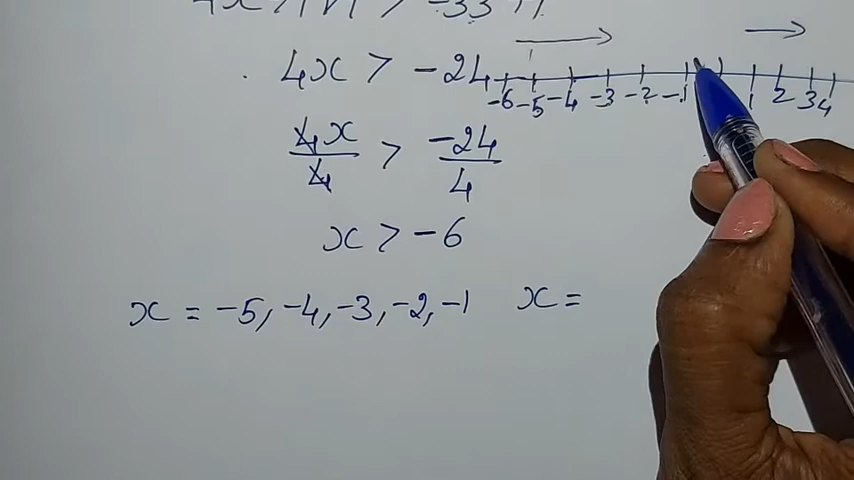 4x > -24
-6 -5 -4 -3 -2 -1 1 2 3 4
4x/4 > -24/4
x > -6
x = -5, -4, -3, -2, -1 x =